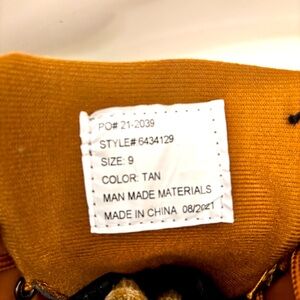 PO# 21-2039
STYLE# 6434129
SIZE: 9
COLOR: TAN
MAN MADE MATERIALS
MADE IN CHINA 08/2021